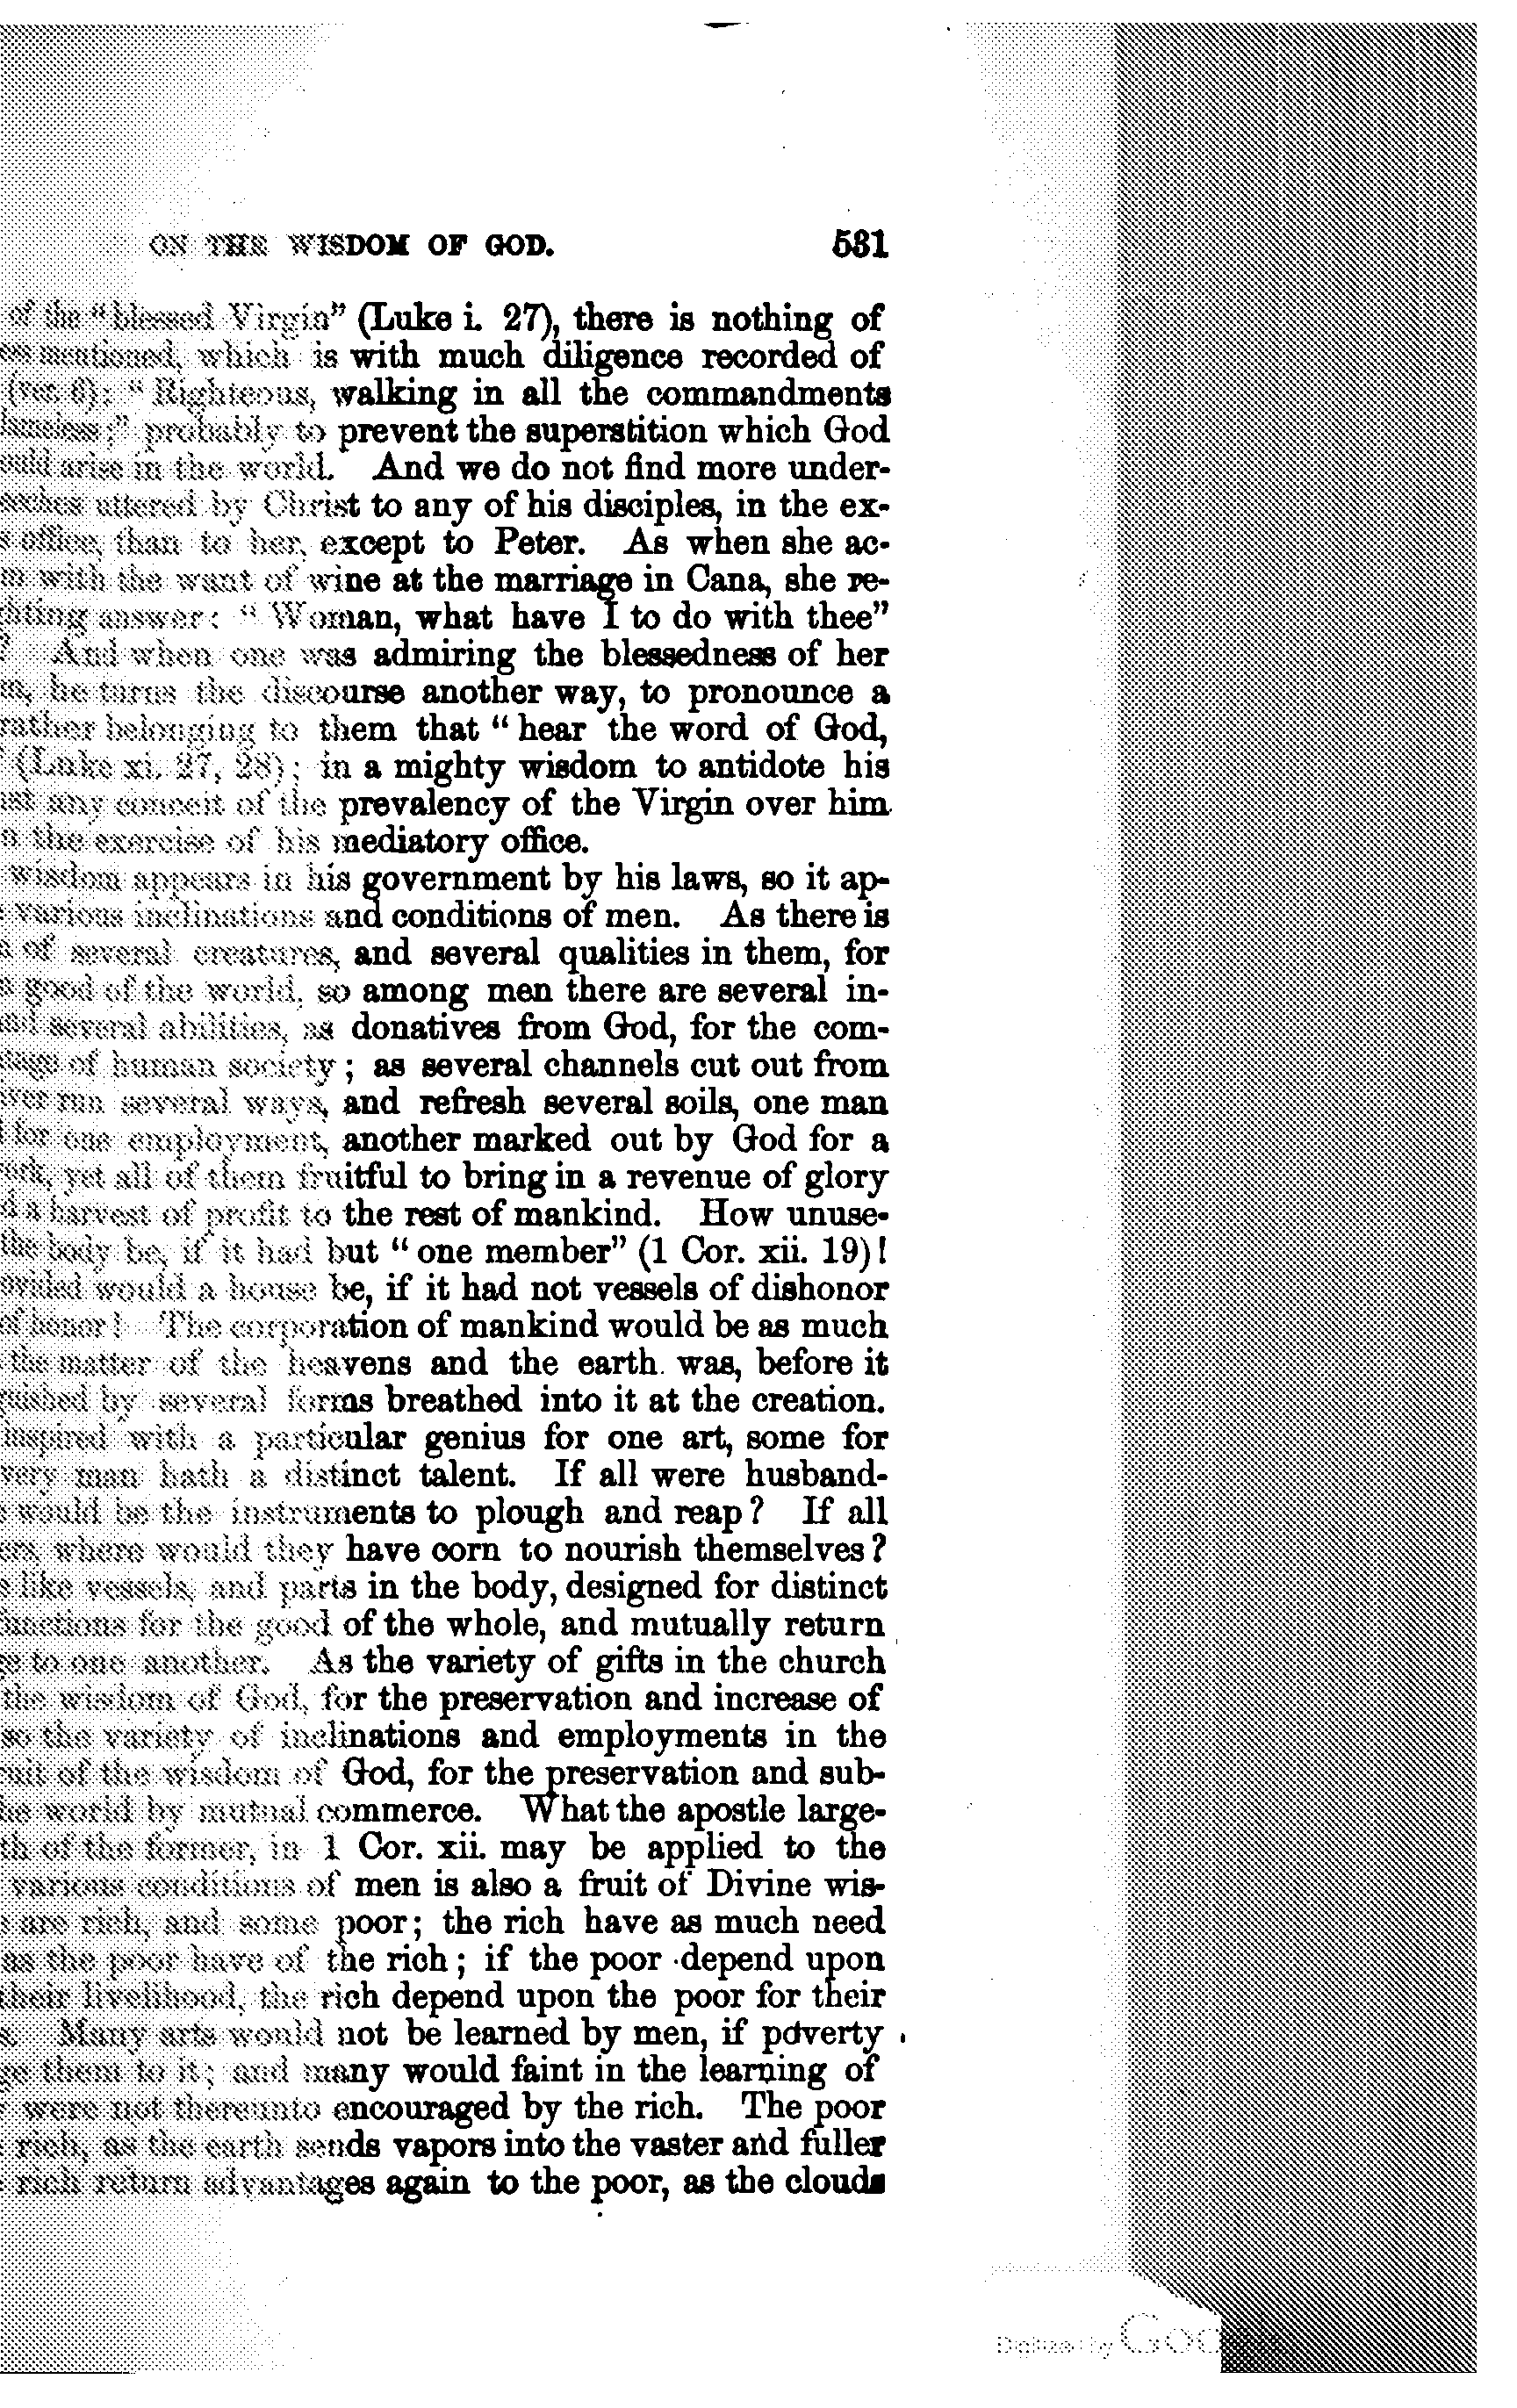 ON THE WISDOM OF GOD. 531
of the "blessed Virgin" (Luke i. 27), there is nothing of
mentioned, which is with much diligence recorded of
(ver. 6): "Righteous, walking in all the commandments
probably to prevent the superstition which God
arise in the world. And we do not find more under-
uttered by Christ to any of his disciples, in the ex-
office, than to her, except to Peter. As when she ac-
with the want of wine at the marriage in Cana, she re-
answer: "Woman, what have I to do with thee"
? And when one was admiring the blessedness of her
he turns the discourse another way, to pronounce a
rather belonging to them that "hear the word of God,
(Luke xi. 27, 28); in a mighty wisdom to antidote his
any conceit of the prevalency of the Virgin over him
the exercise of his mediatory office.
wisdom appears in his government by his laws, so it ap-
various inclinations and conditions of men. As there is
of several creatures, and several qualities in them, for
good of the world, so among men there are several in-
several abilities, as donatives from God, for the com-
of human society; as several channels cut out from
run several ways, and refresh several soils, one man
for one employment, another marked out by God for a
yet all of them fruitful to bring in a revenue of glory
a harvest of profit to the rest of mankind. How unuse-
the body be, if it had but "one member" (1 Cor. xii. 19)!
would a house be, if it had not vessels of dishonor
of honor! The corporation of mankind would be as much
the matter of the heavens and the earth was, before it
by several forms breathed into it at the creation.
inspired with a particular genius for one art, some for
man hath a distinct talent. If all were husband-
would be the instruments to plough and reap? If all
where would they have corn to nourish themselves?
like vessels, and parts in the body, designed for distinct
functions for the good of the whole, and mutually return
to one another. As the variety of gifts in the church
the wisdom of God, for the preservation and increase of
so the variety of inclinations and employments in the
of the wisdom of God, for the preservation and sub-
world by mutual commerce. What the apostle large-
of the former, in 1 Cor. xii. may be applied to the
various conditions of men is also a fruit of Divine wis-
are rich, and some poor; the rich have as much need
as the poor have of the rich; if the poor depend upon
their livelihood, the rich depend upon the poor for their
Many arts would not be learned by men, if poverty
them to it; and many would faint in the learning of
were not thereunto encouraged by the rich. The poor
rich, as the earth sends vapors into the vaster and fuller
rich return advantages again to the poor, as the clouds
Digitized by